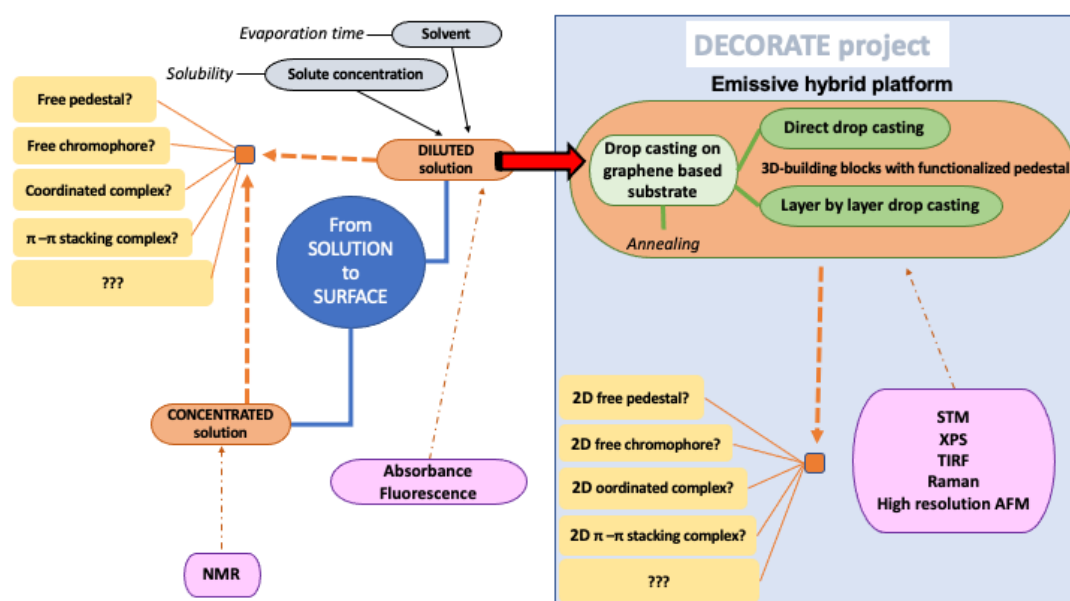 Evaporation time
Solvent
Solubility
Solute concentration
Free pedestal?
Free chromophore?
Coordinated complex?
π –π stacking complex?
???
DILUTED
solution
From
SOLUTION
to
SURFACE
CONCENTRATED
solution
Absorbance
Fluorescence
NMR
DECORATE project
Emissive hybrid platform
Drop casting on
graphene based
substrate
Direct drop casting
3D-building blocks with functionalized pedestal
Layer by layer drop casting
Annealing
2D free pedestal?
2D free chromophore?
2D oordinated complex?
2D π –π stacking complex?
???
STM
XPS
TIRF
Raman
High resolution AFM